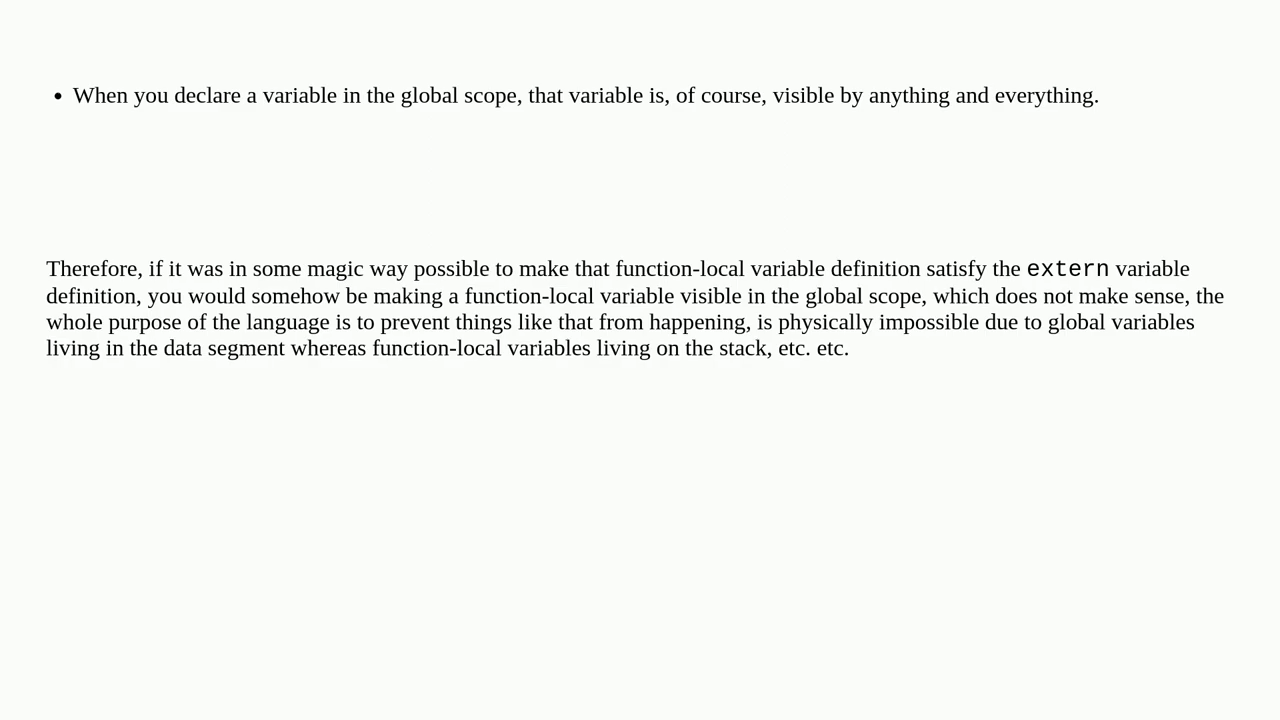 • When you declare a variable in the global scope, that variable is, of course, visible by anything and everything.
Therefore, if it was in some magic way possible to make that function-local variable definition satisfy the extern variable
definition, you would somehow be making a function-local variable visible in the global scope, which does not make sense, the
whole purpose of the language is to prevent things like that from happening, is physically impossible due to global variables
living in the data segment whereas function-local variables living on the stack, etc. etc.